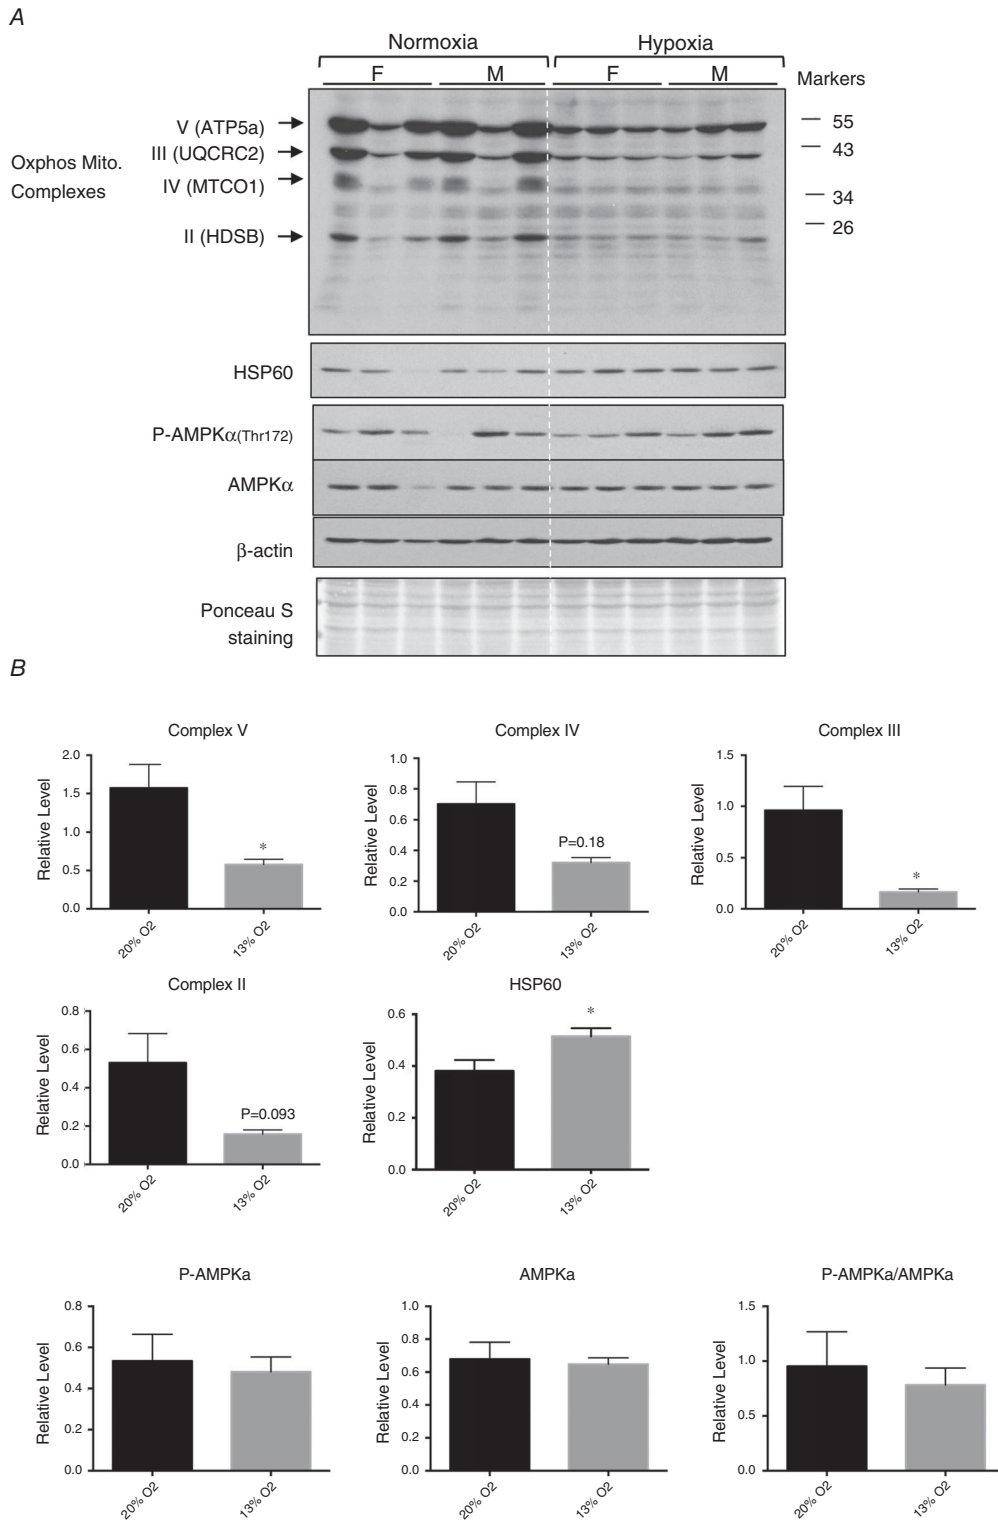 A
Normoxia
Hypoxia
F
M
F
M
Markers
Oxphos Mito.
Complexes
V (ATP5a)
III (UQCRC2)
IV (MTCO1)
II (HDSB)
55
43
34
26
HSP60
P-AMPKα(Thr172)
AMPKα
β-actin
Ponceau S
staining
B
Complex V
Relative Level
2.0
1.5
1.0
0.5
0.0
*
20% O2
13% O2
Complex IV
Relative Level
1.0
0.8
0.6
0.4
0.2
0.0
P=0.18
20% O2
13% O2
Complex III
Relative Level
1.5
1.0
0.5
0.0
*
20% O2
13% O2
Complex II
Relative Level
0.8
0.6
0.4
0.2
0.0
P=0.093
20% O2
13% O2
HSP60
Relative Level
0.6
0.4
0.2
0.0
*
20% O2
13% O2
P-AMPKa
Relative Level
0.8
0.6
0.4
0.2
0.0
20% O2
13% O2
AMPKa
Relative Level
1.0
0.8
0.6
0.4
0.2
0.0
20% O2
13% O2
P-AMPKa/AMPKa
Relative Level
1.5
1.0
0.5
0.0
20% O2
13% O2